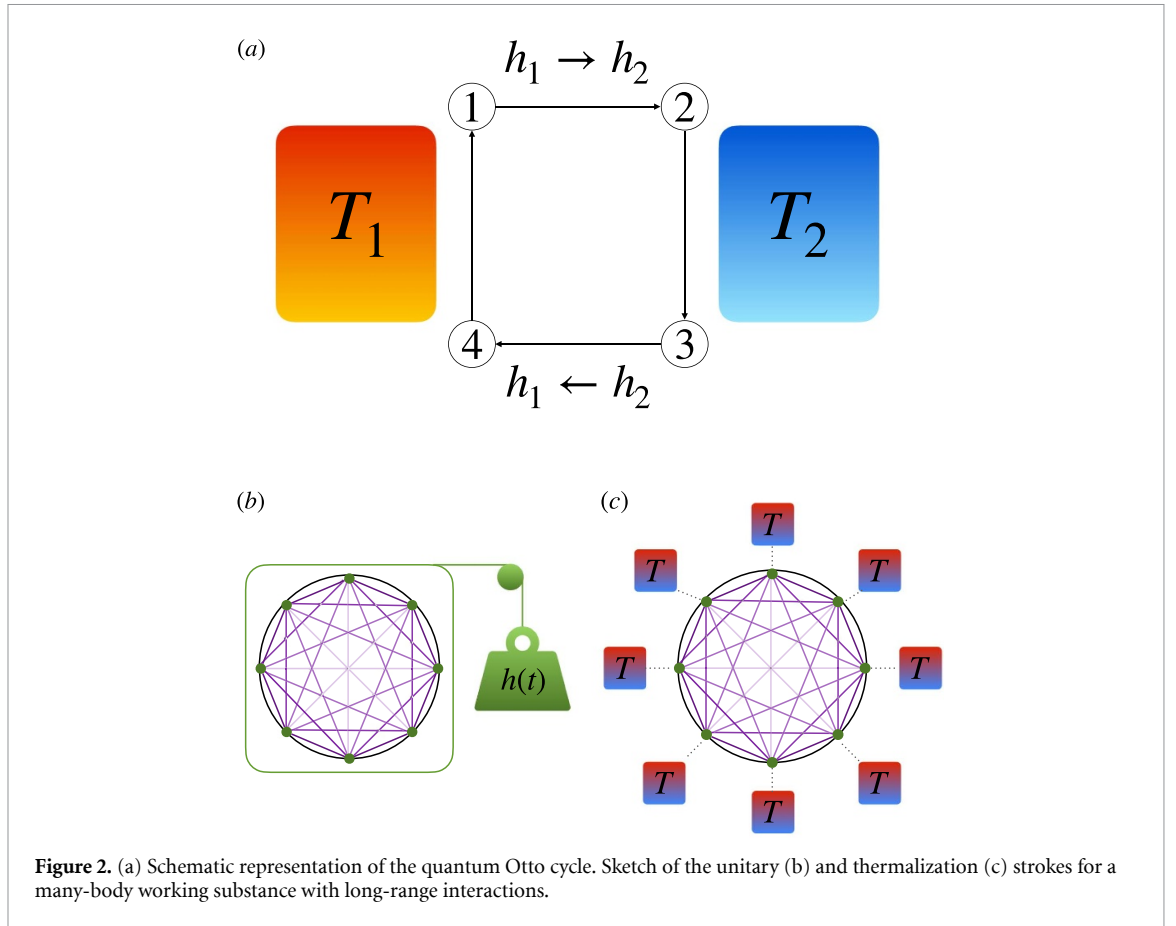 (a)
h₁ → h₂
1
2
T₁
T₂
4
3
h₁ ← h₂
(b)
(c)
T
T
T
h(t)
T
T
T
T
T
Figure 2. (a) Schematic representation of the quantum Otto cycle. Sketch of the unitary (b) and thermalization (c) strokes for a
many-body working substance with long-range interactions.